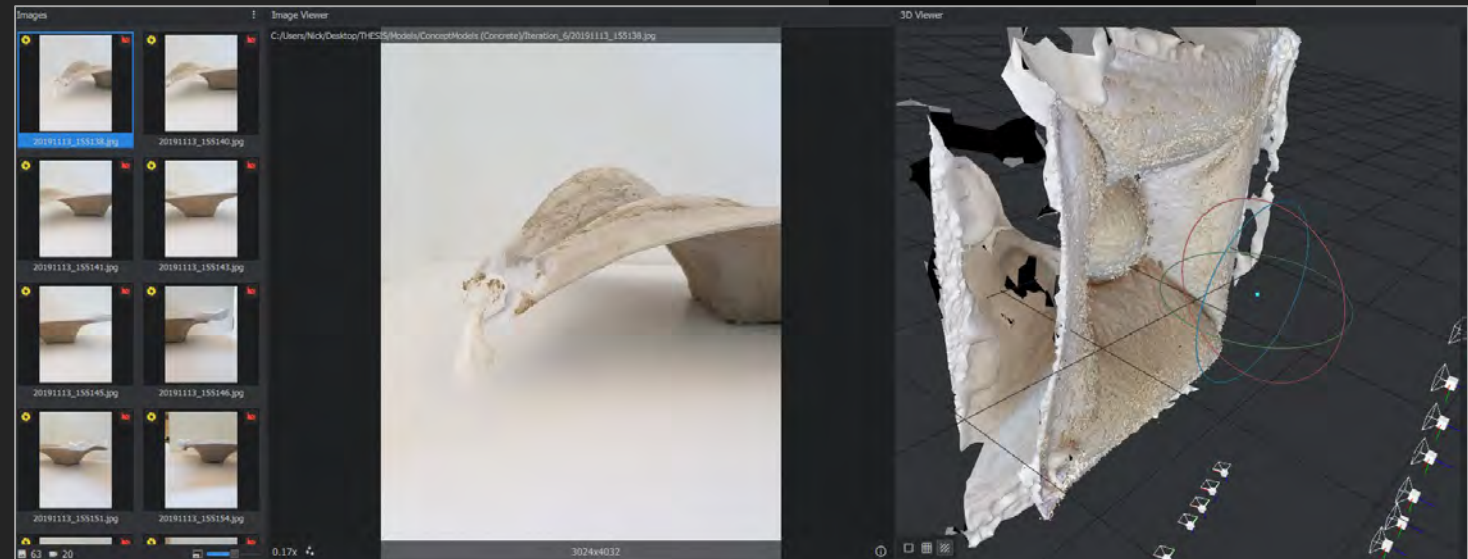 Images
20191113_155138.jpg
20191113_155140.jpg
20191113_155141.jpg
20191113_155143.jpg
20191113_155145.jpg
20191113_155146.jpg
20191113_155151.jpg
20191113_155154.jpg
63 20
Image Viewer
C:/Users/Nick/Desktop/THESIS/Models/ConceptModels (Concrete)/Iteration_6/20191113_155138.jpg
0.17x
3024x4032
3D Viewer